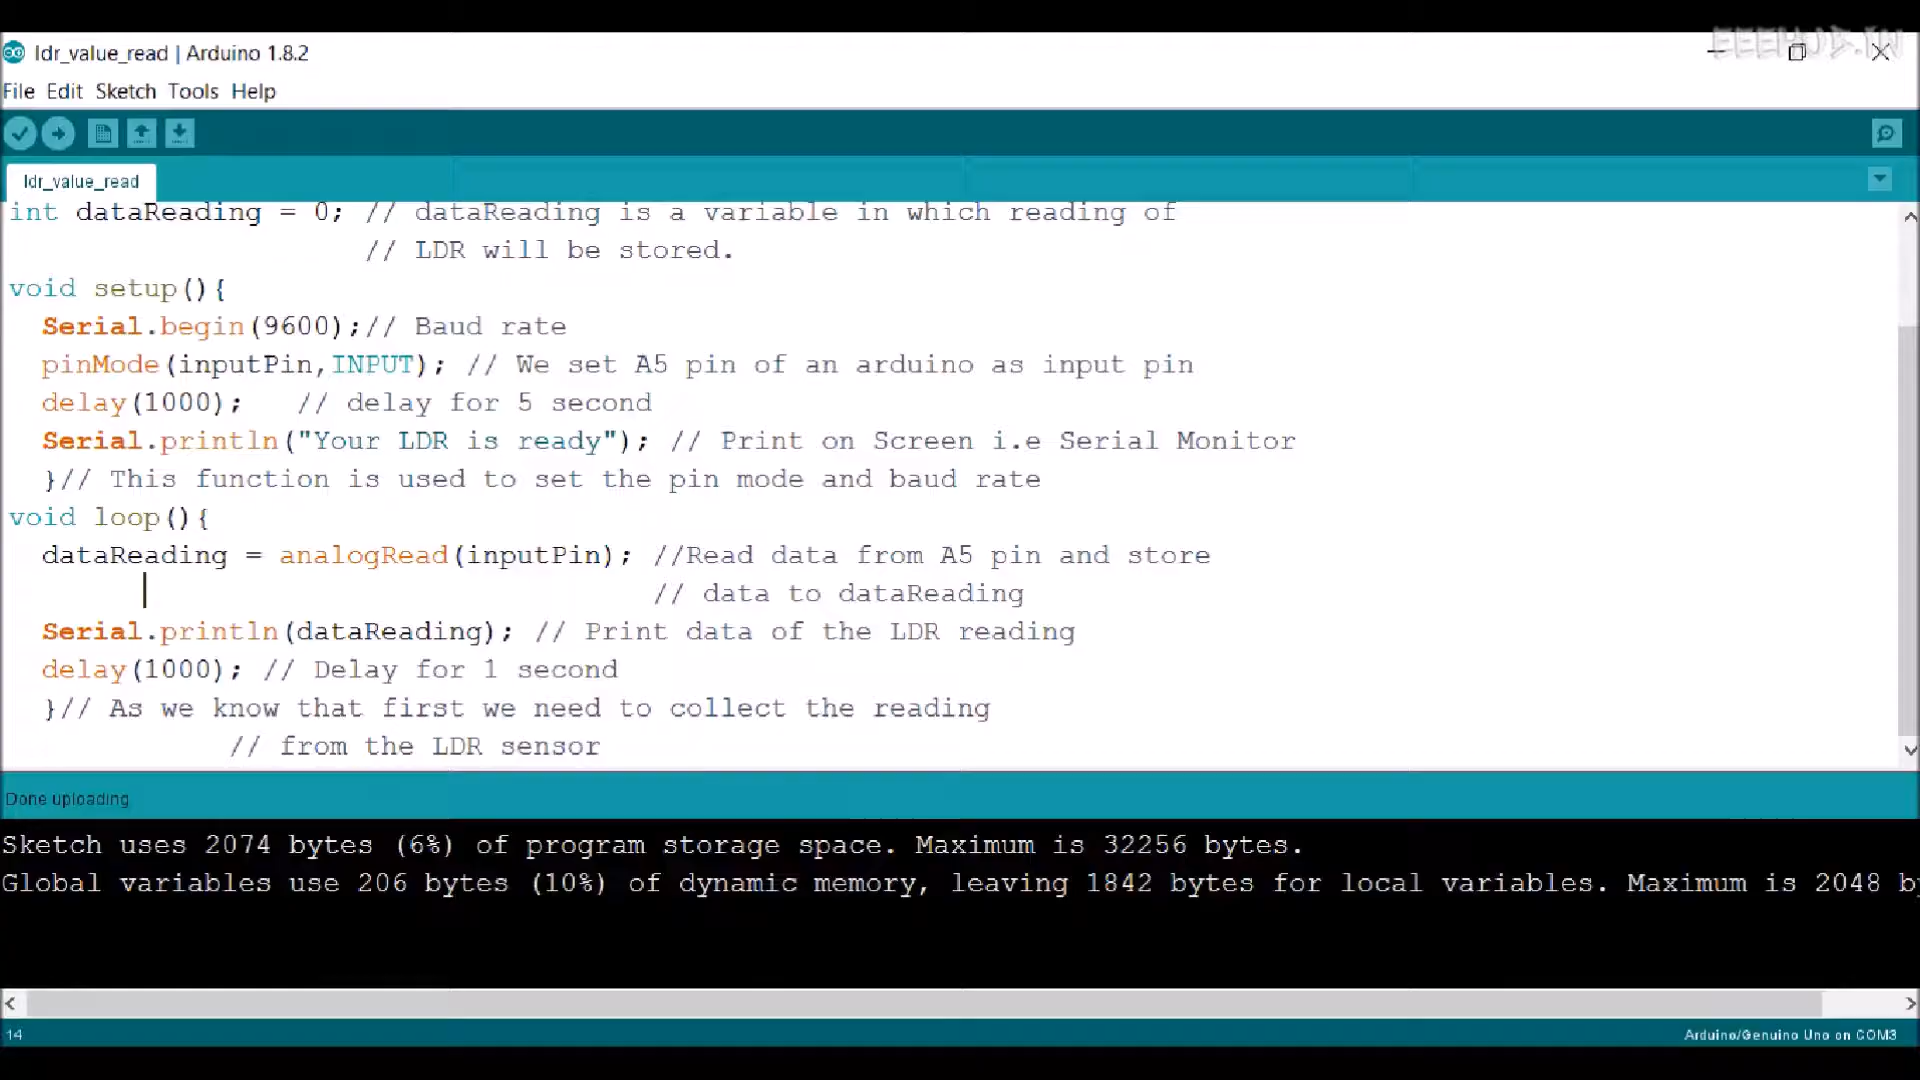 ldr_value_read | Arduino 1.8.2
File Edit Sketch Tools Help
ldr_value_read
int dataReading = 0; // dataReading is a variable in which reading of
// LDR will be stored.
void setup(){
Serial.begin(9600);// Baud rate
pinMode(inputPin,INPUT); // We set A5 pin of an arduino as input pin
delay(1000); // delay for 5 second
Serial.println("Your LDR is ready"); // Print on Screen i.e Serial Monitor
}// This function is used to set the pin mode and baud rate
void loop(){
dataReading = analogRead(inputPin); //Read data from A5 pin and store
// data to dataReading
Serial.println(dataReading); // Print data of the LDR reading
delay(1000); // Delay for 1 second
}// As we know that first we need to collect the reading
// from the LDR sensor
Done uploading
Sketch uses 2074 bytes (6%) of program storage space. Maximum is 32256 bytes.
Global variables use 206 bytes (10%) of dynamic memory, leaving 1842 bytes for local variables. Maximum is 2048 by
14
Arduino/Genuino Uno on COM3